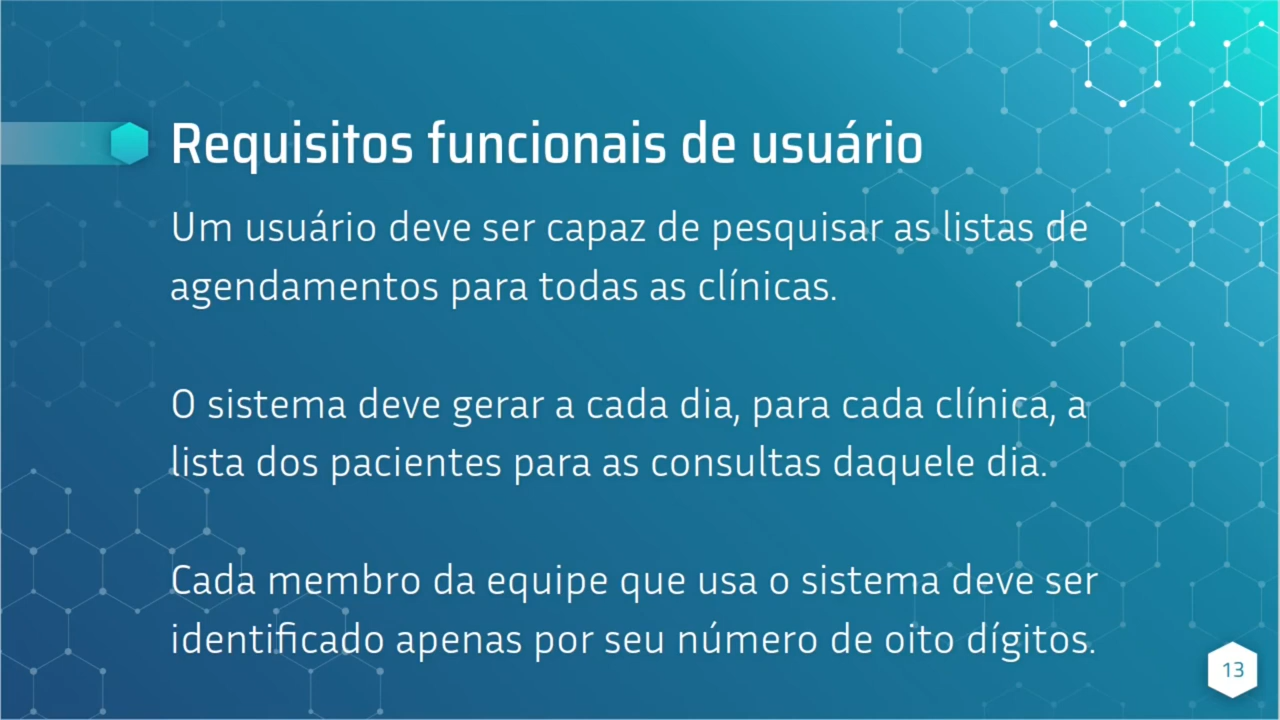 Requisitos funcionais de usuário
Um usuário deve ser capaz de pesquisar as listas de
agendamentos para todas as clínicas.
O sistema deve gerar a cada dia, para cada clínica, a
lista dos pacientes para as consultas daquele dia.
Cada membro da equipe que usa o sistema deve ser
identificado apenas por seu número de oito dígitos.
13